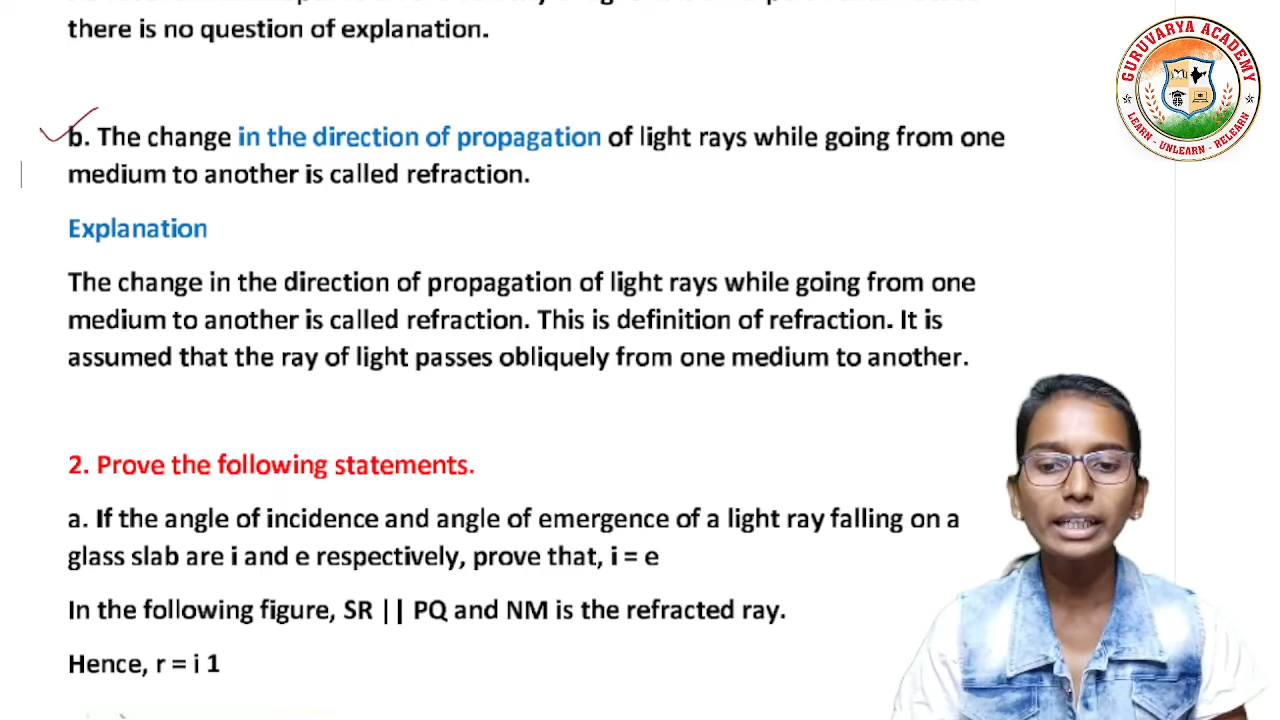 there is no question of explanation.
GURUVARYA ACADEMY
LEARN - UNLEARN - RELEARN
b. The change in the direction of propagation of light rays while going from one
medium to another is called refraction.
Explanation
The change in the direction of propagation of light rays while going from one
medium to another is called refraction. This is definition of refraction. It is
assumed that the ray of light passes obliquely from one medium to another.
2. Prove the following statements.
a. If the angle of incidence and angle of emergence of a light ray falling on a
glass slab are i and e respectively, prove that, i = e
In the following figure, SR || PQ and NM is the refracted ray.
Hence, r = i 1